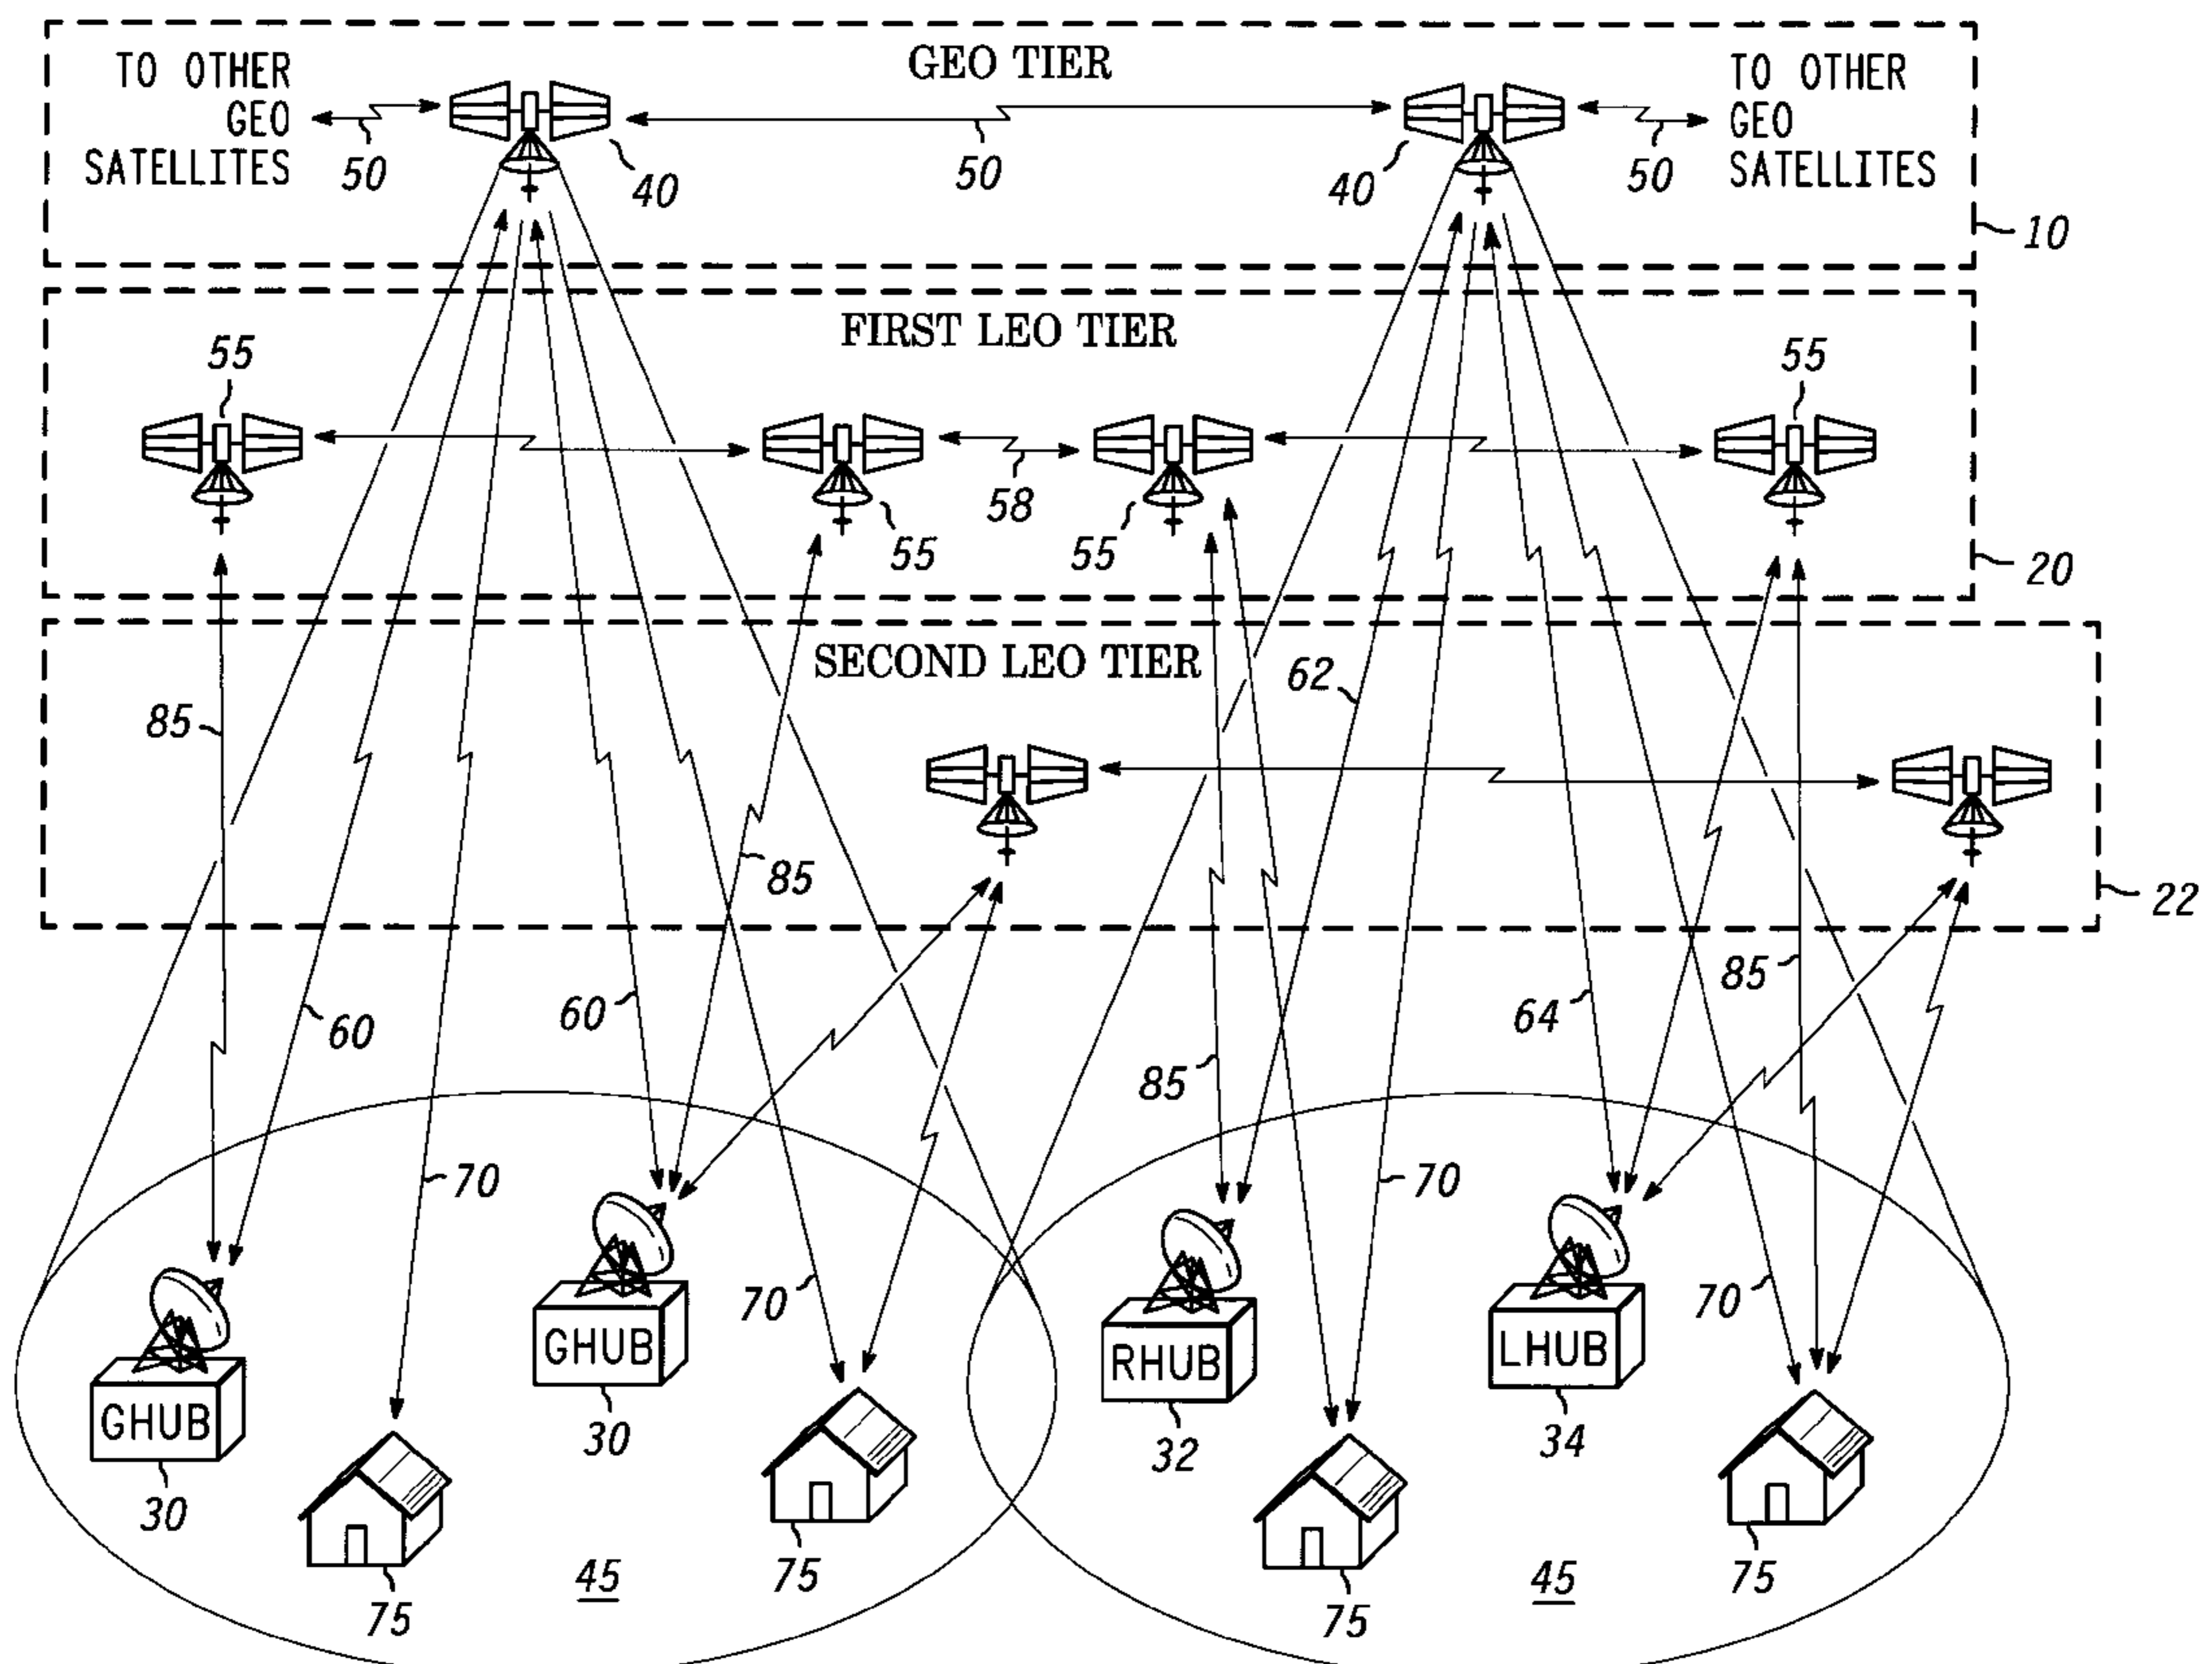 TO OTHER
GEO
SATELLITES
GEO TIER
TO OTHER
GEO
SATELLITES
50
40
50
40
50
10
FIRST LEO TIER
55
55
58
55
55
20
SECOND LEO TIER
62
85
85
22
60
60
85
64
85
70
70
70
70
GHUB
30
GHUB
30
RHUB
32
LHUB
34
75
75
75
75
45
45